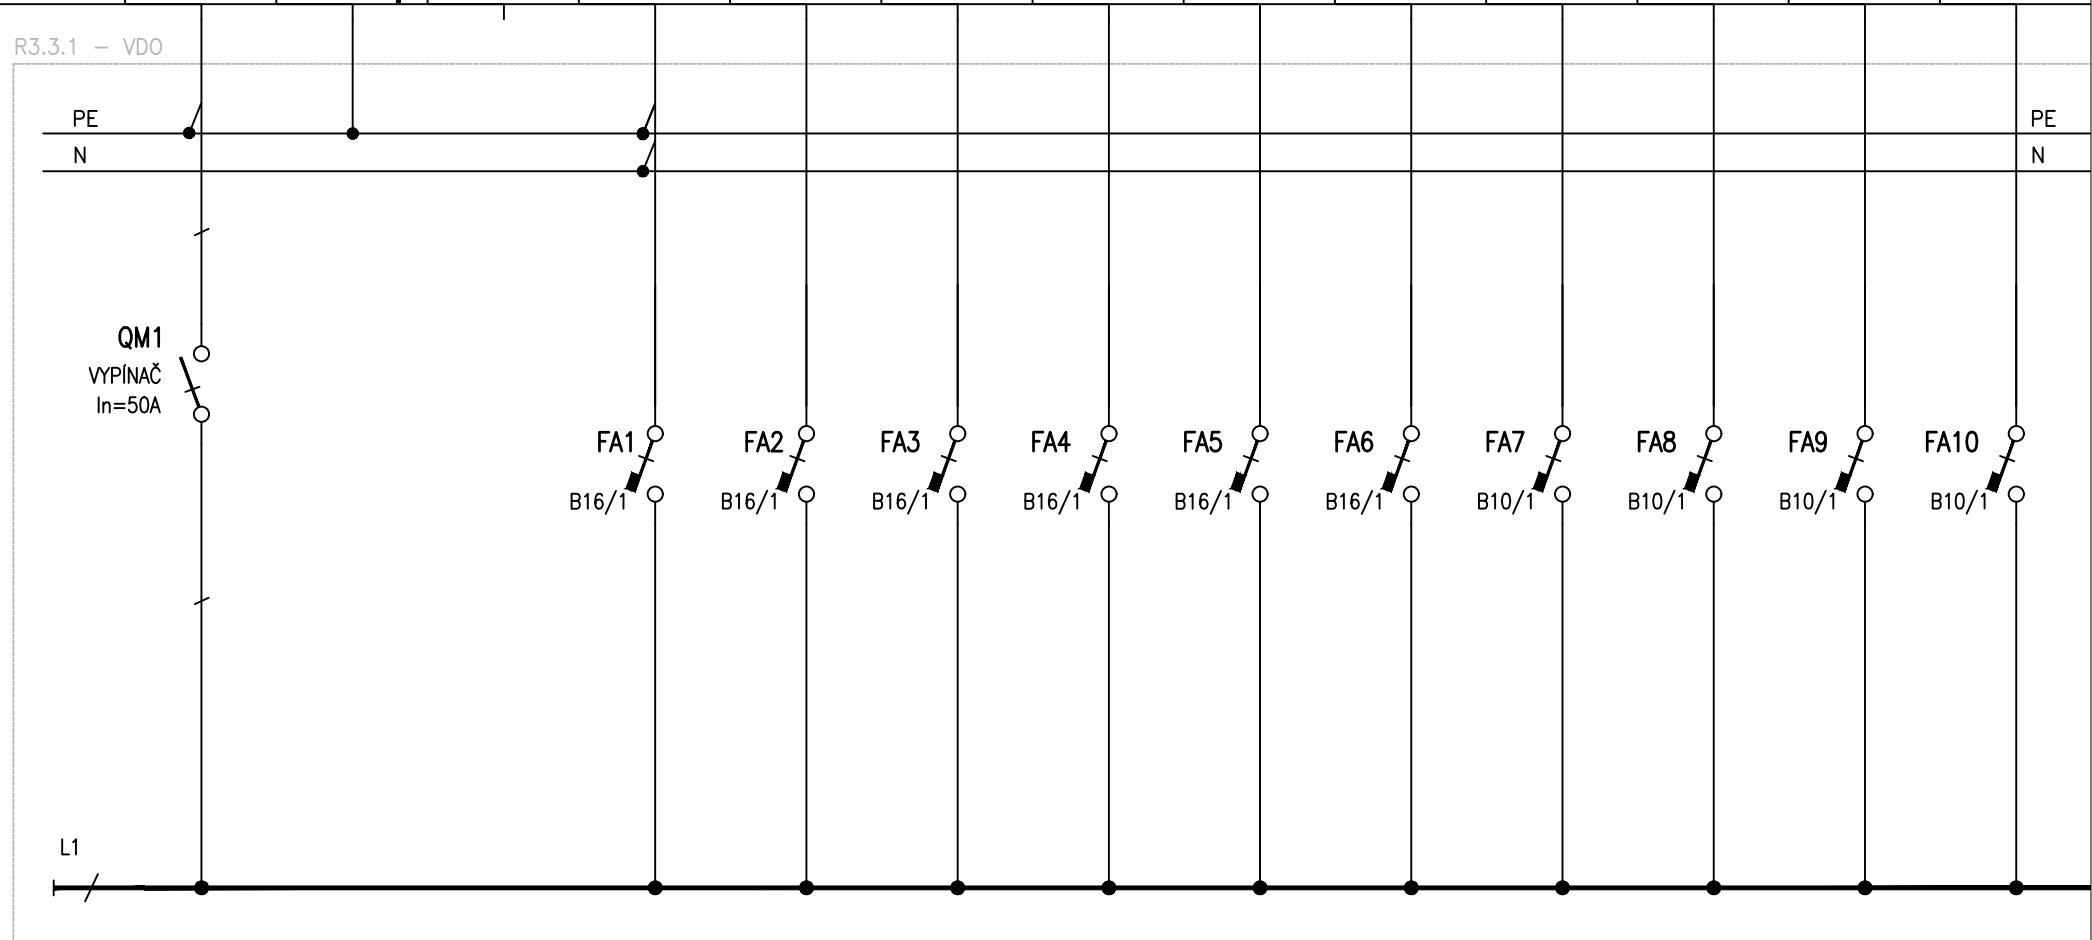 R3.3.1 – VDO
PE PE
N N
QM1
VYPÍNAČ
In=50A
FA1 FA2 FA3 FA4 FA5 FA6 FA7 FA8 FA9 FA10
B16/1 B16/1 B16/1 B16/1 B16/1 B16/1 B10/1 B10/1 B10/1 B10/1
L1